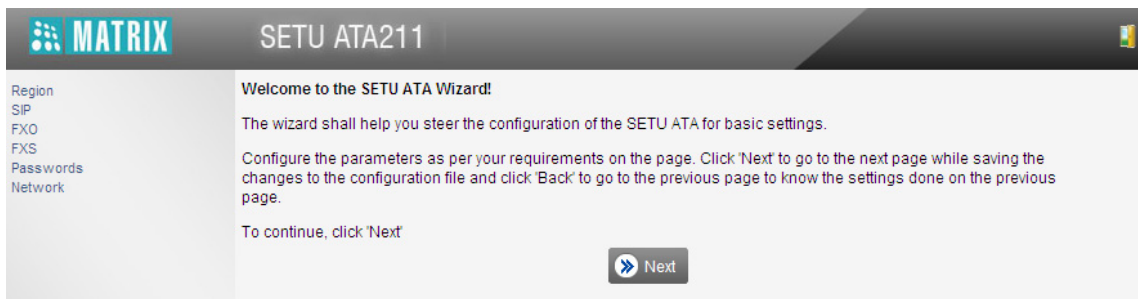 MATRIX
SETU ATA211
Region
SIP
FXO
FXS
Passwords
Network
Welcome to the SETU ATA Wizard!
The wizard shall help you steer the configuration of the SETU ATA for basic settings.
Configure the parameters as per your requirements on the page. Click 'Next' to go to the next page while saving the
changes to the configuration file and click 'Back' to go to the previous page to know the settings done on the previous
page.
To continue, click 'Next'
Next